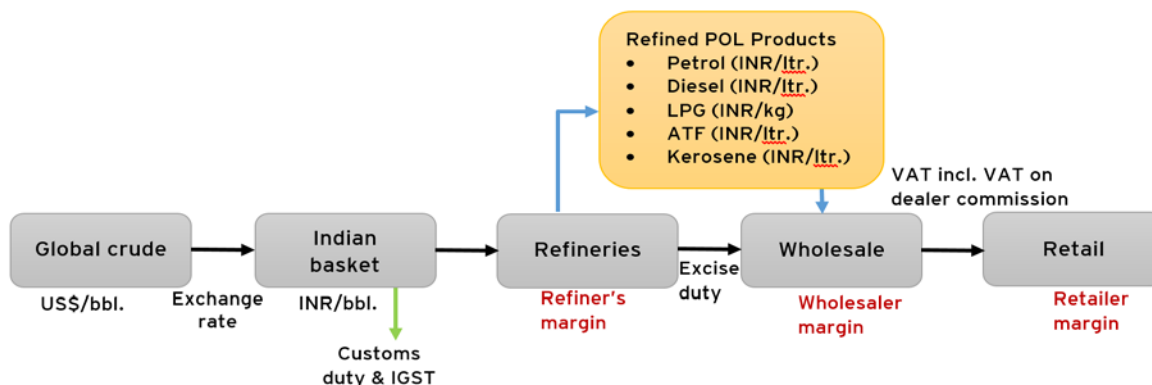 Refined POL Products
• Petrol (INR/ltr.)
• Diesel (INR/ltr.)
• LPG (INR/kg)
• ATF (INR/ltr.)
• Kerosene (INR/ltr.)
VAT incl. VAT on
dealer commission
Global crude
Indian
basket
Refineries
Wholesale
Retail
US$/bbl.
Exchange
rate
INR/bbl.
Refiner's
margin
Excise
duty
Wholesaler
margin
Retailer
margin
Customs
duty & IGST